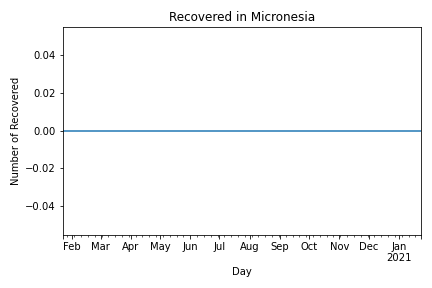 Recovered in Micronesia
Number of Recovered
0.04
0.02
0.00
−0.02
−0.04
Feb Mar Apr May Jun Jul Aug Sep Oct Nov Dec Jan
2021
Day